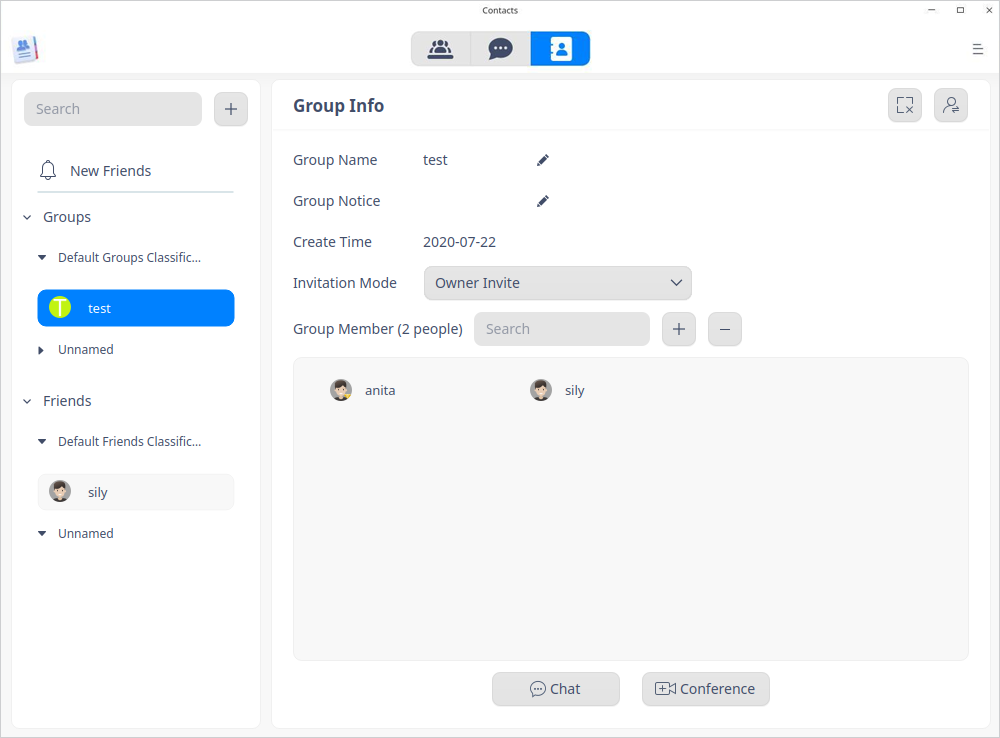 Contacts
Search
New Friends
Groups
Default Groups Classific...
T
test
Unnamed
Friends
Default Friends Classific...
sily
Unnamed
Group Info
Group Name test
Group Notice
Create Time 2020-07-22
Invitation Mode Owner Invite
Group Member (2 people) Search
anita sily
Chat Conference